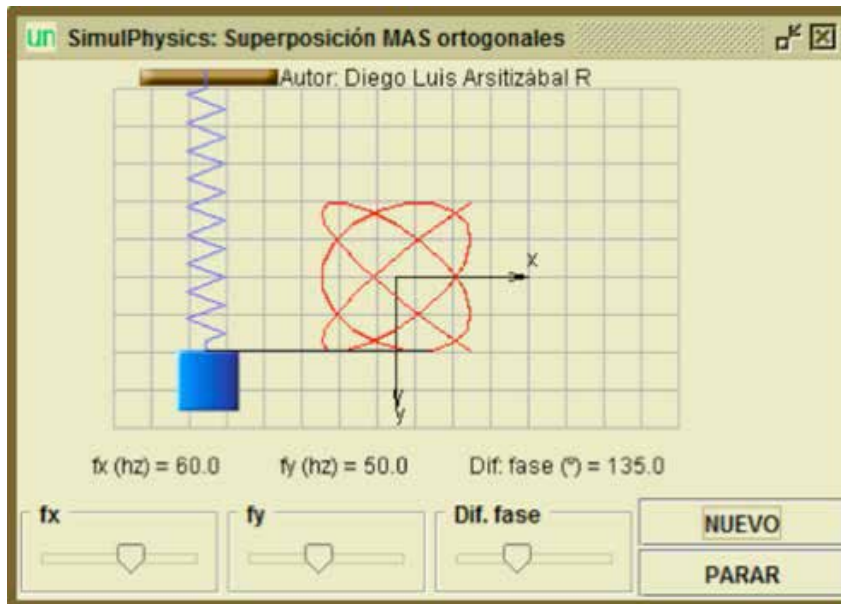 un SimulPhysics: Superposición MAS ortogonales
Autor: Diego Luis Arsitizábal R
x
y
fx (hz) = 60.0 fy (hz) = 50.0 Dif. fase (º) = 135.0
fx fy Dif. fase
NUEVO
PARAR